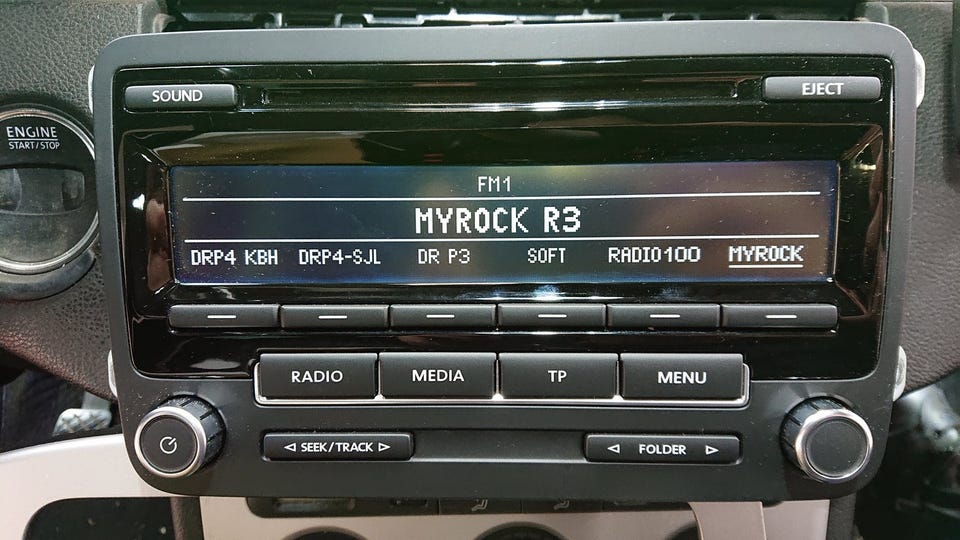 SOUND
EJECT
ENGINE
START/STOP
FM1
MYROCK R3
DRP4 KBH DRP4-SJL DR P3 SOFT RADIO100 MYROCK
RADIO MEDIA TP MENU
SEEK/TRACK FOLDER